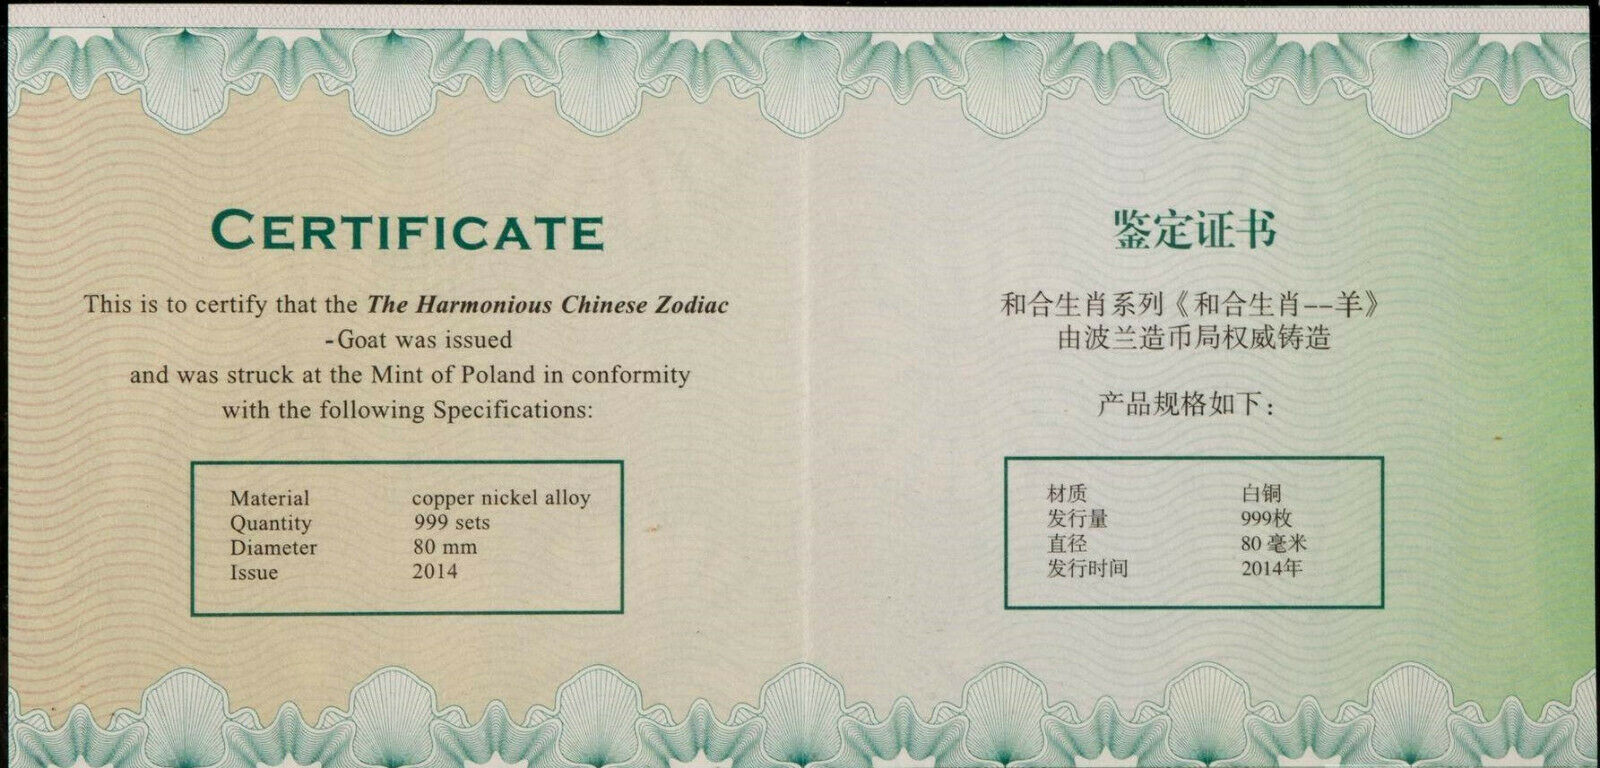 CERTIFICATE
This is to certify that the The Harmonious Chinese Zodiac
-Goat was issued
and was struck at the Mint of Poland in conformity
with the following Specifications:
Material copper nickel alloy
Quantity 999 sets
Diameter 80 mm
Issue 2014
鉴定证书
和合生肖系列《和合生肖--羊》
由波兰造币局权威铸造
产品规格如下：
材质 白铜
发行量 999枚
直径 80 毫米
发行时间 2014年